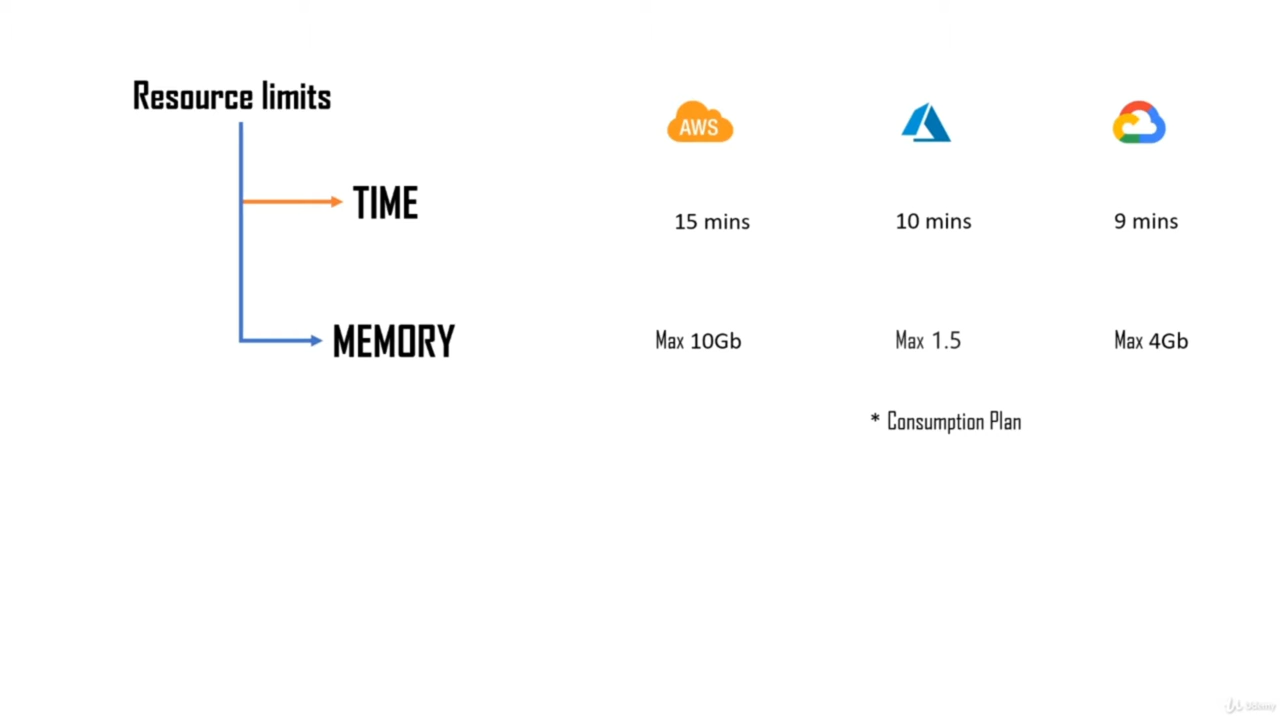 Resource limits
AWS
TIME
15 mins
10 mins
9 mins
MEMORY
Max 10Gb
Max 1.5
Max 4Gb
* Consumption Plan
Udemy